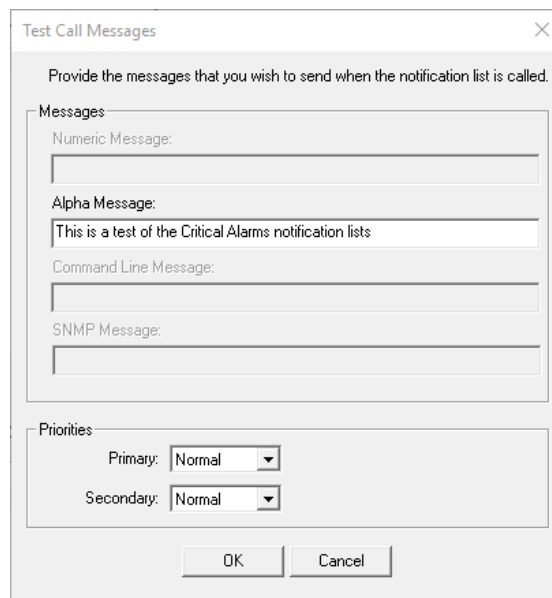 Test Call Messages
Provide the messages that you wish to send when the notification list is called.
Messages
Numeric Message:
Alpha Message:
This is a test of the Critical Alarms notification lists
Command Line Message:
SNMP Message:
Priorities
Primary: Normal
Secondary: Normal
OK Cancel